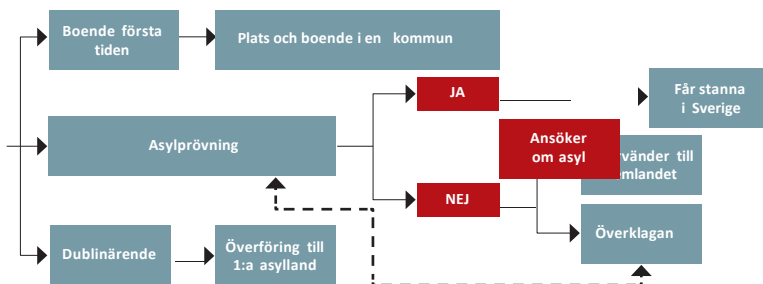 Boende första
tiden
Plats och boende i en kommun
JA
Får stanna
i Sverige
Asylprövning
Ansöker
om asyl
till
NEJ
Överklagan
Dublinärende
Överföring till
1:a asylland